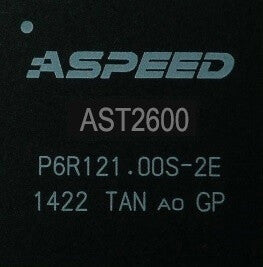 ASPEED
AST2600
P6R121.00S-2E
1422 TAN A0 GP